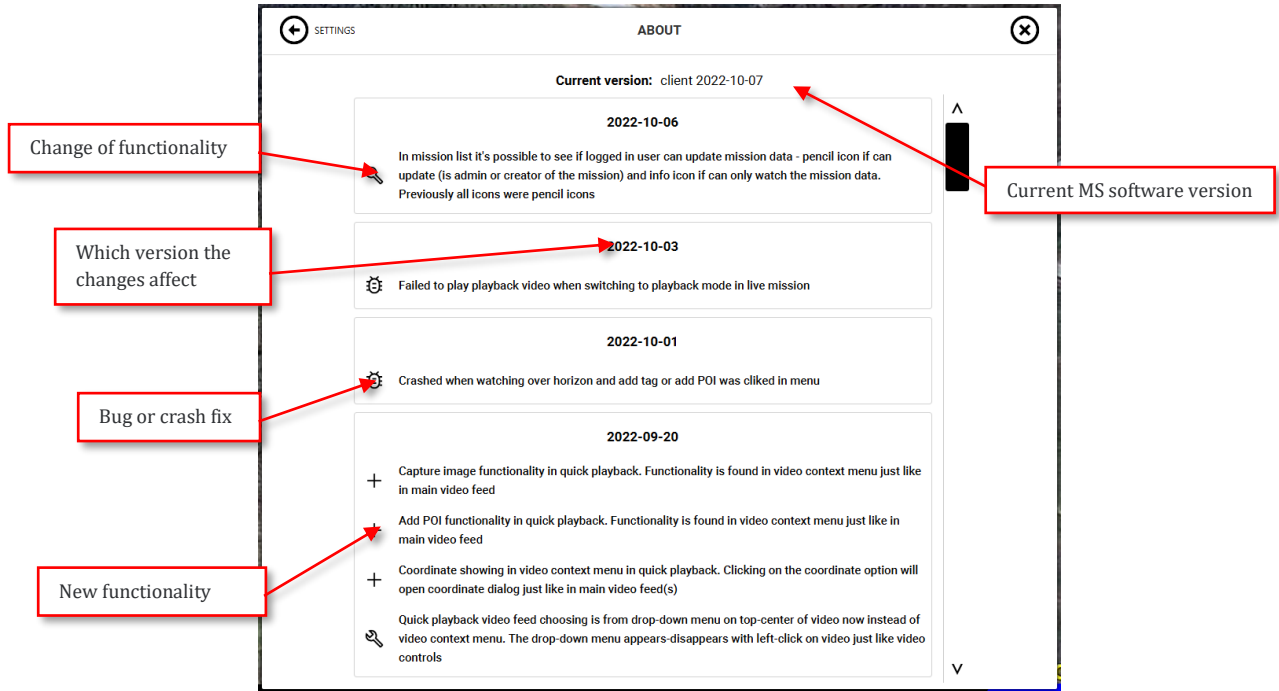 SETTINGS
ABOUT
Current version: client 2022-10-07
2022-10-06
In mission list it's possible to see if logged in user can update mission data - pencil icon if can
update (is admin or creator of the mission) and info icon if can only watch the mission data.
Previously all icons were pencil icons
2022-10-03
Failed to play playback video when switching to playback mode in live mission
2022-10-01
Crashed when watching over horizon and add tag or add POI was cliked in menu
2022-09-20
Capture image functionality in quick playback. Functionality is found in video context menu just like
in main video feed
Add POI functionality in quick playback. Functionality is found in video context menu just like in
main video feed
Coordinate showing in video context menu in quick playback. Clicking on the coordinate option will
open coordinate dialog just like in main video feed(s)
Quick playback video feed choosing is from drop-down menu on top-center of video now instead of
video context menu. The drop-down menu appears-disappears with left-click on video just like video
controls
Change of functionality
Which version the
changes affect
Bug or crash fix
New functionality
Current MS software version